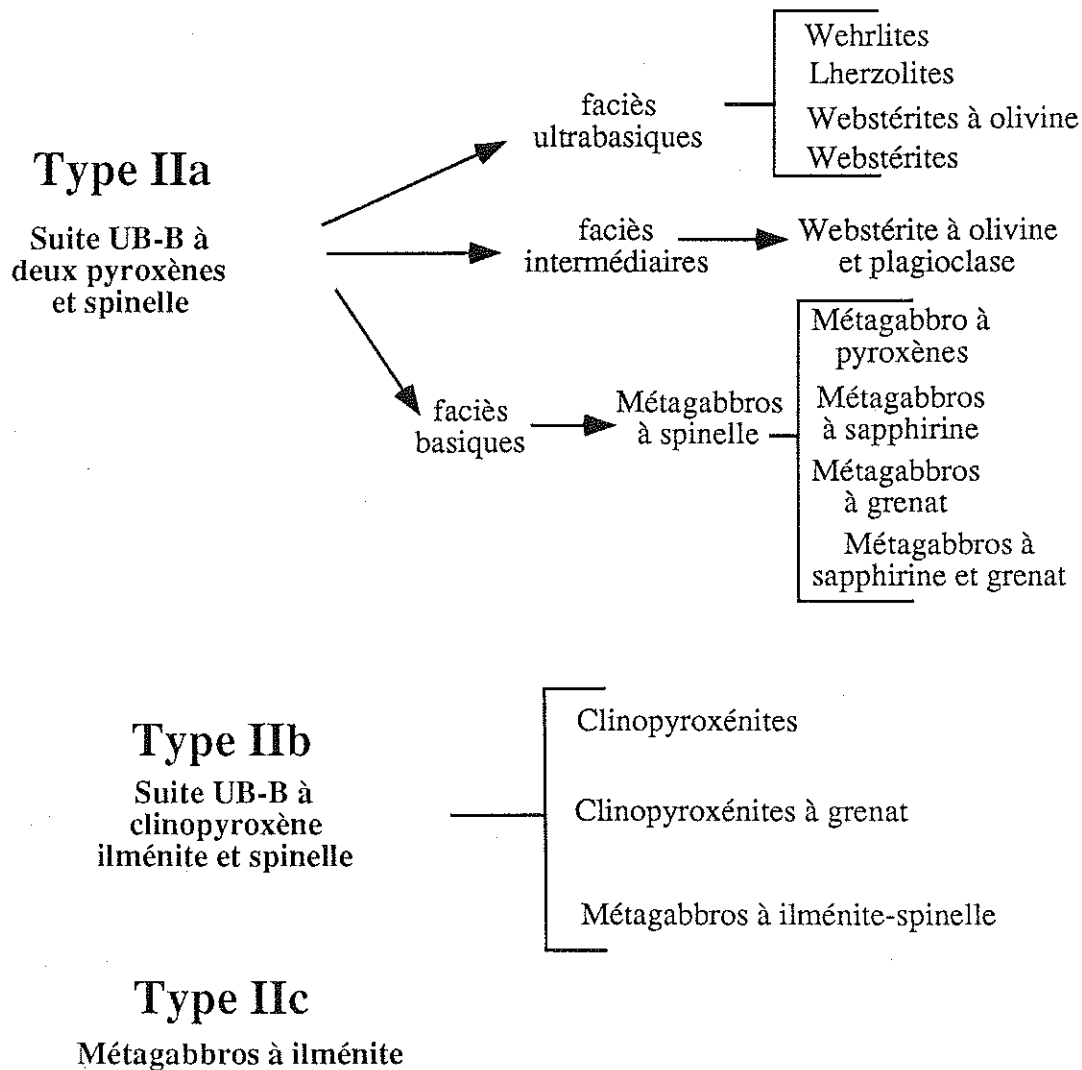 Type IIa
Suite UB-B à
deux pyroxènes
et spinelle
faciès
ultrabasiques
Wehrlites
Lherzolites
Webstérites à olivine
Webstérites
faciès
intermédiaires
Webstérite à olivine
et plagioclase
faciès
basiques
Métagabbros
à spinelle
Métagabbro à
pyroxènes
Métagabbros
à sapphirine
Métagabbros
à grenat
Métagabbros à
sapphirine et grenat
Type IIb
Suite UB-B à
clinopyroxène
ilménite et spinelle
Clinopyroxénites
Clinopyroxénites à grenat
Métagabbros à ilménite-spinelle
Type IIc
Métagabbros à ilménite